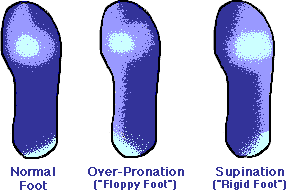 Normal
Foot
Over-Pronation
("Floppy Foot")
Supination
("Rigid Foot")